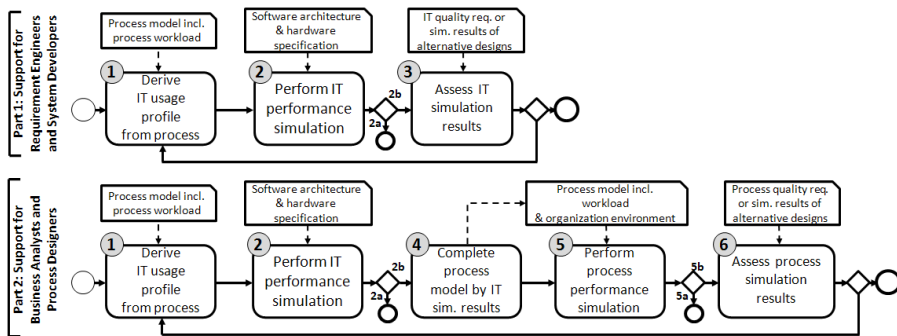 Part 1: Support for
Requirement Engineers
and System Developers
Process model incl.
process workload
Software architecture
& hardware
specification
IT quality req. or
sim. results of
alternative designs
1
Derive
IT usage
profile
from process
2
Perform IT
performance
simulation
2b
2a
3
Assess IT
simulation
results
Part 2: Support for
Business Analysts and
Process Designers
Process model incl.
process workload
Software architecture
& hardware
specification
Process model incl.
workload
& organization environment
Process quality req.
or sim. results of
alternative designs
1
Derive
IT usage
profile
from process
2
Perform IT
performance
simulation
2b
2a
4
Complete
process
model by IT
sim. results
5
Perform
process
performance
simulation
5b
5a
6
Assess process
simulation
results